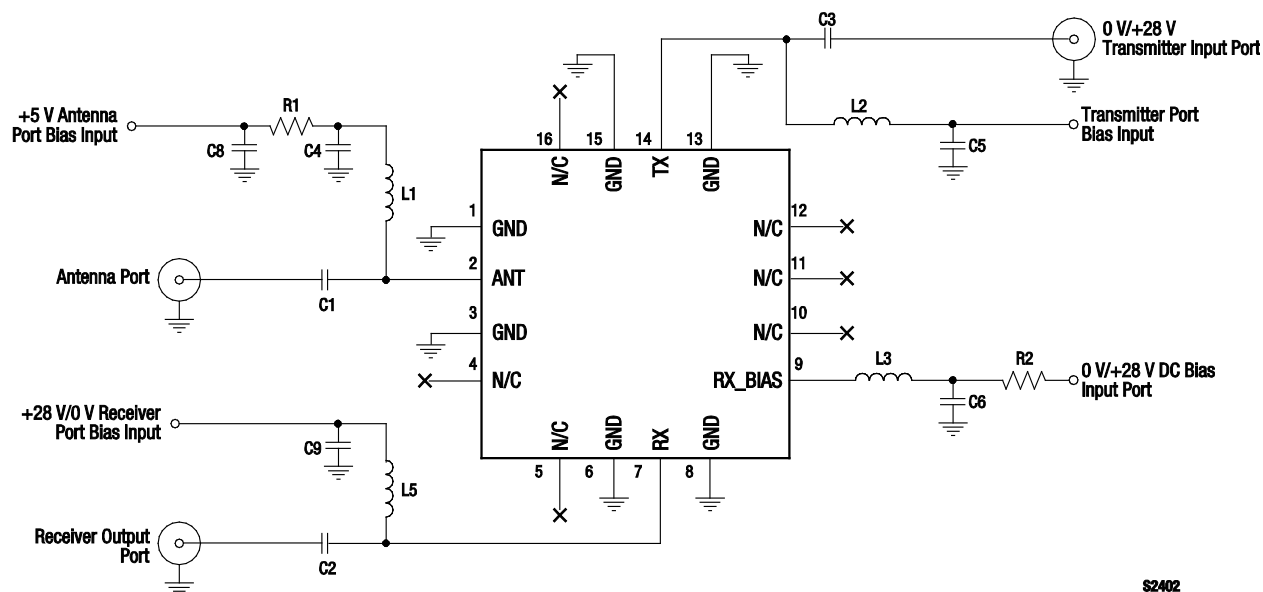 C3
0 V/+28 V
Transmitter Input Port
+5 V Antenna
Port Bias Input
R1
C8
C4
L1
L2
Transmitter Port
Bias Input
C5
16
15
14
13
N/C
GND
TX
GND
1
GND
12
N/C
Antenna Port
C1
2
ANT
11
N/C
3
GND
10
N/C
4
N/C
9
RX_BIAS
L3
R2
0 V/+28 V DC Bias
Input Port
C6
+28 V/0 V Receiver
Port Bias Input
C9
L5
N/C
GND
RX
GND
5
6
7
8
Receiver Output
Port
C2
S2402